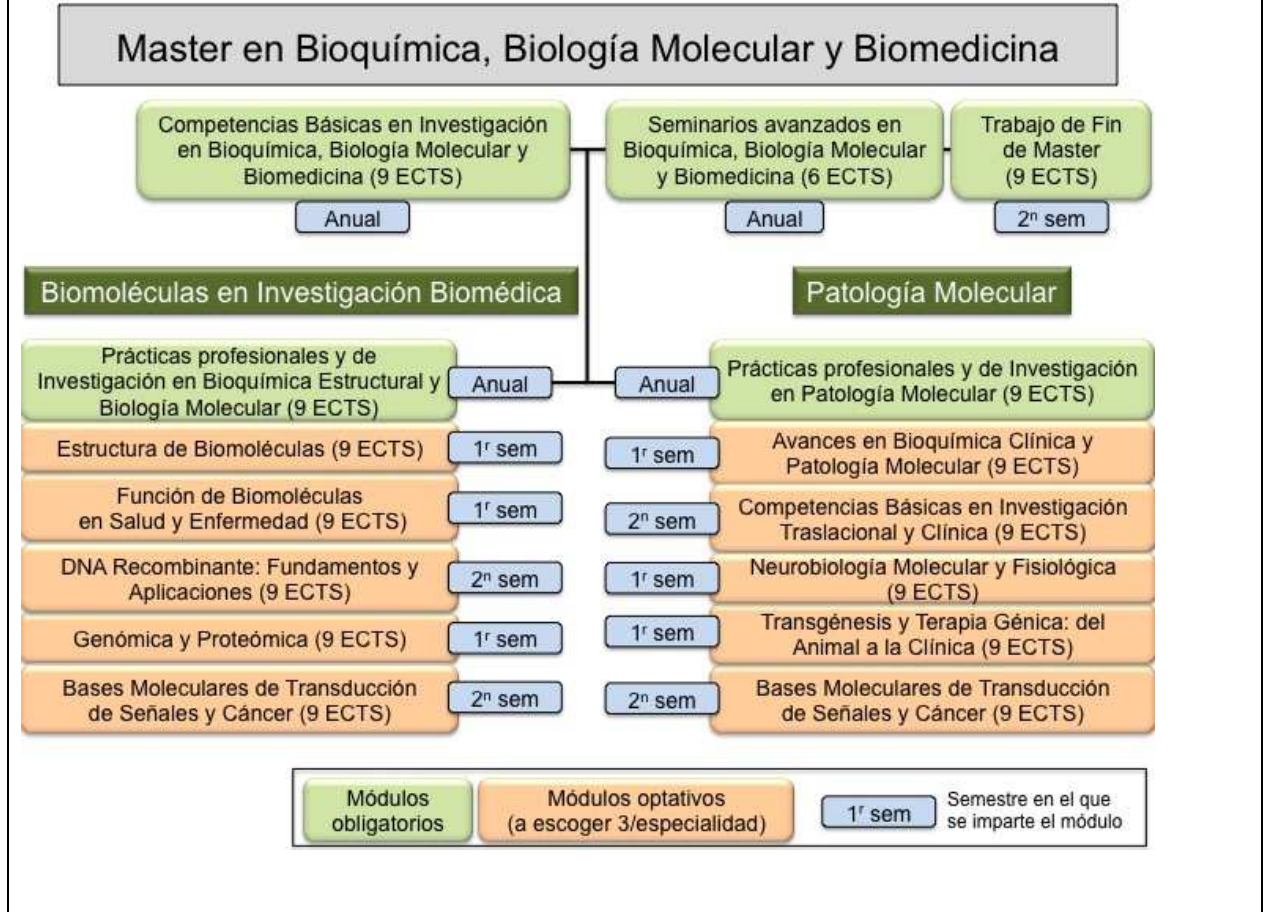 Master en Bioquímica, Biología Molecular y Biomedicina
Competencias Básicas en Investigación
en Bioquímica, Biología Molecular y
Biomedicina (9 ECTS)
Anual
Seminarios avanzados en
Bioquímica, Biología Molecular
y Biomedicina (6 ECTS)
Anual
Trabajo de Fin
de Master
(9 ECTS)
2ⁿ sem
Biomoléculas en Investigación Biomédica
Prácticas profesionales y de
Investigación en Bioquímica Estructural y
Biología Molecular (9 ECTS)
Anual
Estructura de Biomoléculas (9 ECTS)
1ʳ sem
Función de Biomoléculas
en Salud y Enfermedad (9 ECTS)
1ʳ sem
DNA Recombinante: Fundamentos y
Aplicaciones (9 ECTS)
2ⁿ sem
Genómica y Proteómica (9 ECTS)
1ʳ sem
Bases Moleculares de Transducción
de Señales y Cáncer (9 ECTS)
2ⁿ sem
Patología Molecular
Anual
Prácticas profesionales y de Investigación
en Patología Molecular (9 ECTS)
1ʳ sem
Avances en Bioquímica Clínica y
Patología Molecular (9 ECTS)
2ⁿ sem
Competencias Básicas en Investigación
Traslacional y Clínica (9 ECTS)
1ʳ sem
Neurobiología Molecular y Fisiológica
(9 ECTS)
1ʳ sem
Transgénesis y Terapia Génica: del
Animal a la Clínica (9 ECTS)
2ⁿ sem
Bases Moleculares de Transducción
de Señales y Cáncer (9 ECTS)
Módulos
obligatorios
Módulos optativos
(a escoger 3/especialidad)
1ʳ sem
Semestre en el que
se imparte el módulo